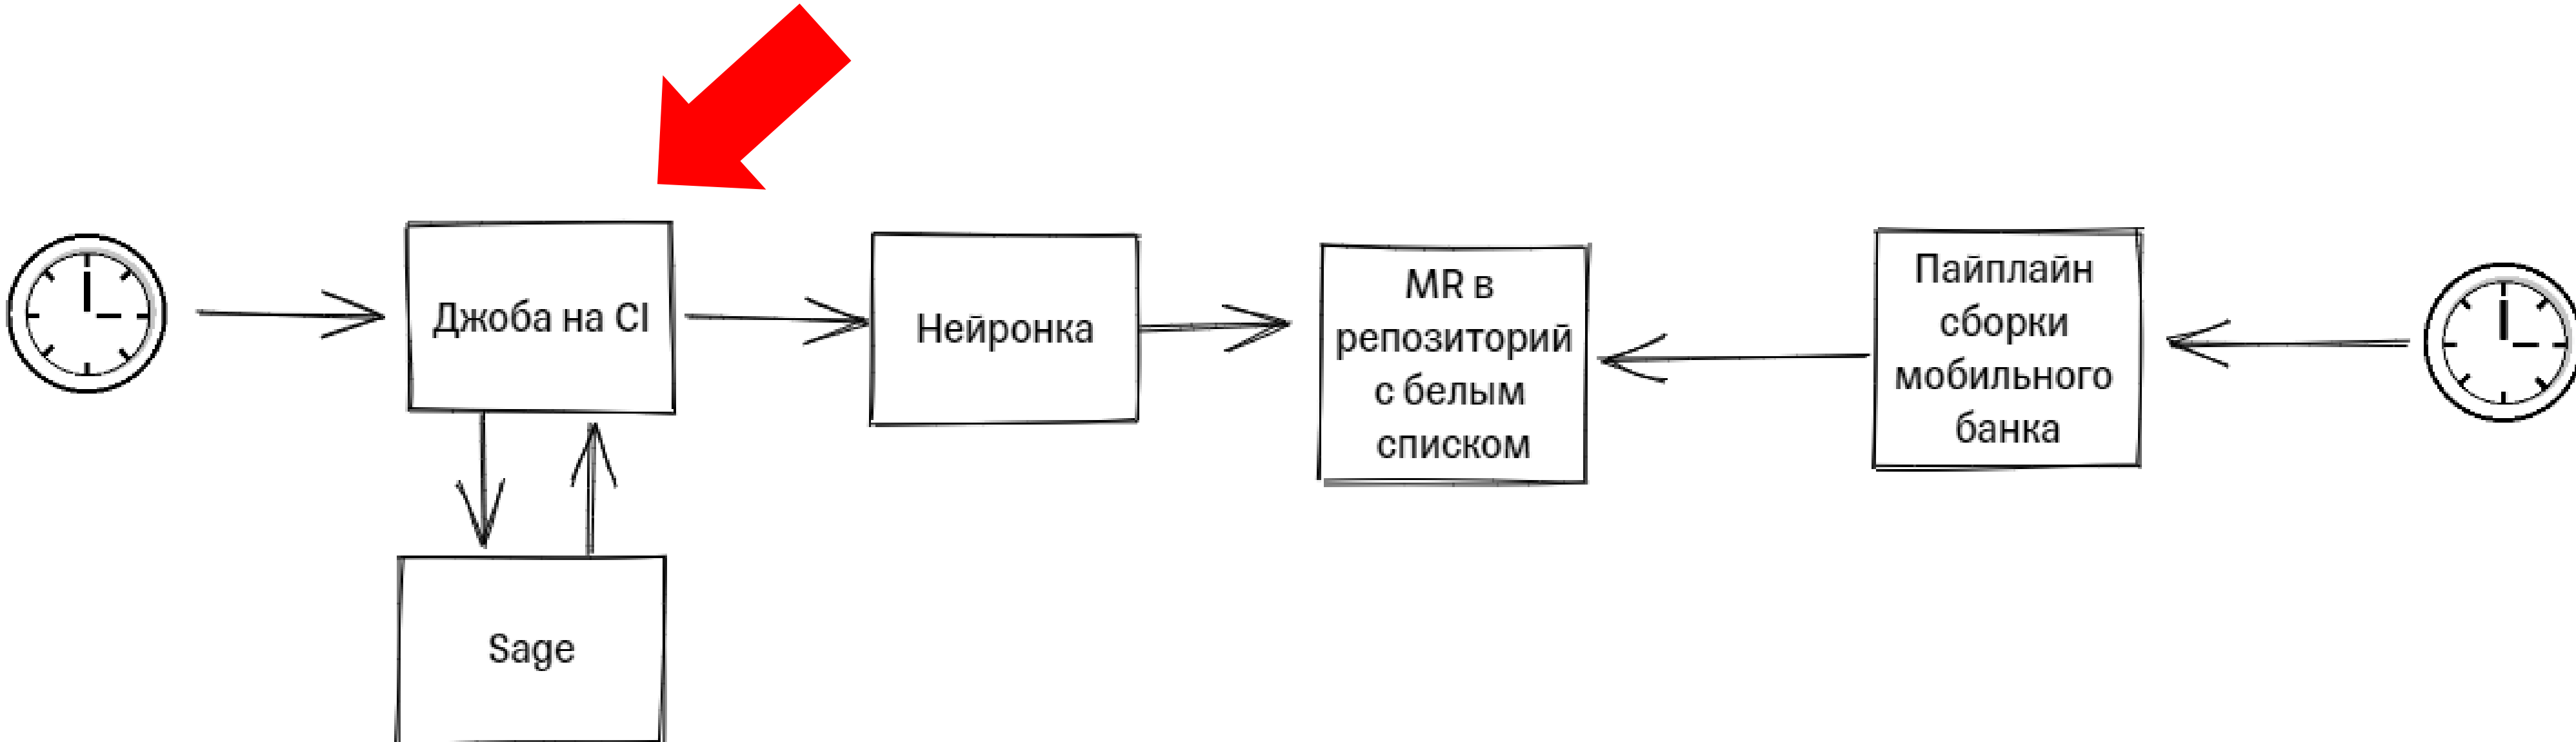 Джоба на CI
Нейронка
MR в
репозиторий
с белым
списком
Пайплайн
сборки
мобильного
банка
Sage